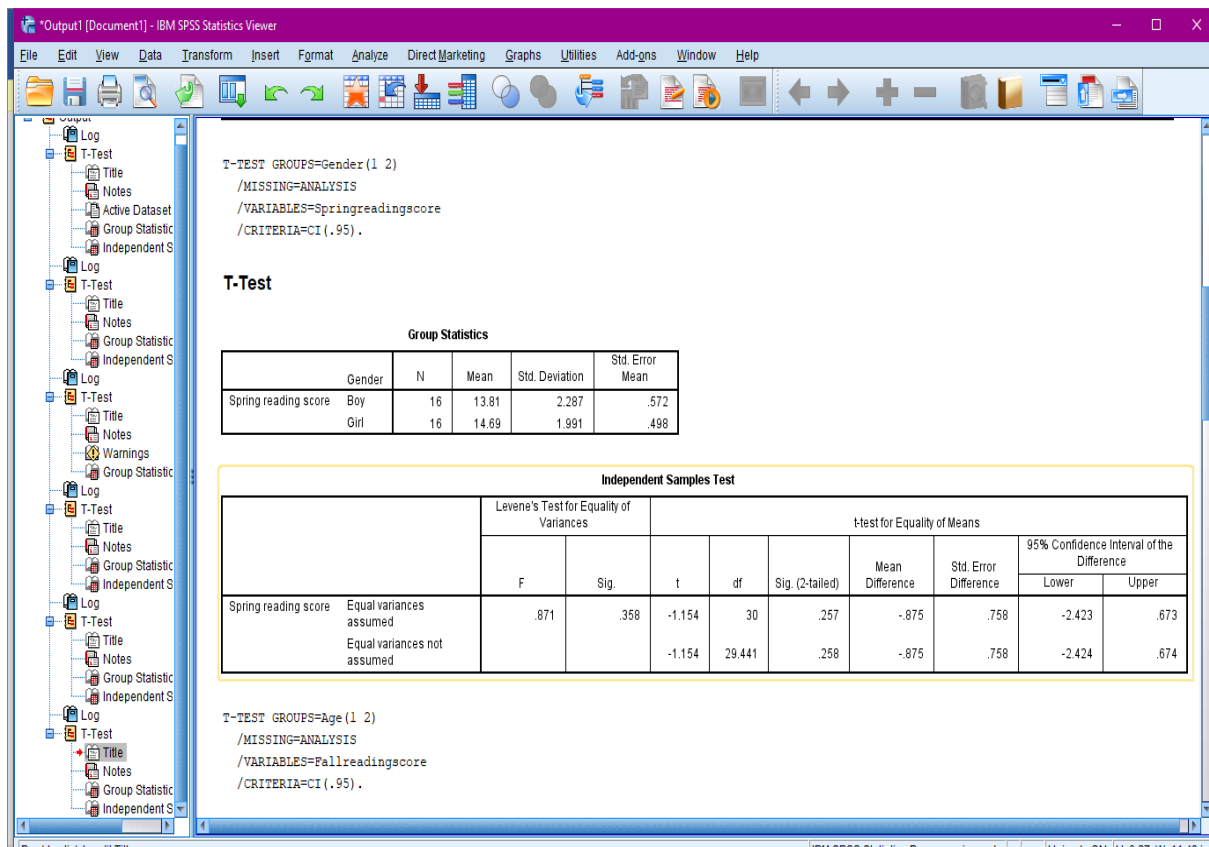 *Output1 [Document1] - IBM SPSS Statistics Viewer
File Edit View Data Transform Insert Format Analyze Direct Marketing Graphs Utilities Add-ons Window Help
Log
T-Test
Title
Notes
Active Dataset
Group Statistic
Independent S
Log
T-Test
Title
Notes
Group Statistic
Independent S
Log
T-Test
Title
Notes
Warnings
Group Statistic
Log
T-Test
Title
Notes
Group Statistic
Independent S
Log
T-Test
Title
Notes
Group Statistic
Independent S
Log
T-Test
Title
Notes
Group Statistic
Independent S
T-TEST GROUPS=Gender(1 2)
/MISSING=ANALYSIS
/VARIABLES=Springreadingscore
/CRITERIA=CI(.95).
T-Test
Group Statistics
Gender N Mean Std. Deviation Std. Error Mean
Spring reading score Boy 16 13.81 2.287 .572
Girl 16 14.69 1.991 .498
Independent Samples Test
Levene's Test for Equality of Variances t-test for Equality of Means
95% Confidence Interval of the Difference
F Sig. t df Sig. (2-tailed) Mean Difference Std. Error Difference Lower Upper
Spring reading score Equal variances assumed .871 .358 -1.154 30 .257 -.875 .758 -2.423 .673
Equal variances not assumed -1.154 29.441 .258 -.875 .758 -2.424 .674
T-TEST GROUPS=Age(1 2)
/MISSING=ANALYSIS
/VARIABLES=Fallreadingscore
/CRITERIA=CI(.95).